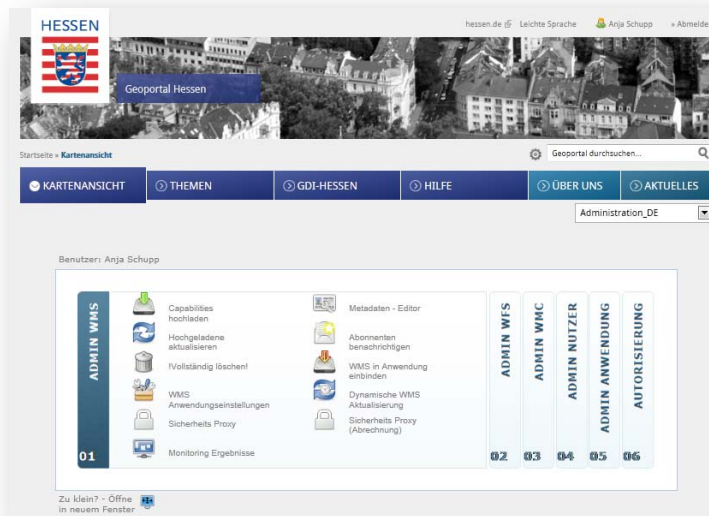 HESSEN
hessen.de Leichte Sprache Anja Schupp » Abmelde
Geoportal Hessen
Startseite » Kartenansicht
Geoportal durchsuchen...
KARTENANSICHT
THEMEN
GDI-HESSEN
HILFE
ÜBER UNS
AKTUELLES
Administration_DE
Benutzer: Anja Schupp
ADMIN WMS
01
Capabilities
hochladen
Hochgeladene
aktualisieren
!Vollständig löschen!
WMS
Anwendungseinstellungen
Sicherheits Proxy
Monitoring Ergebnisse
Metadaten - Editor
Abonnenten
benachrichtigen
WMS in Anwendung
einbinden
Dynamische WMS
Aktualisierung
Sicherheits Proxy
(Abrechnung)
ADMIN WFS
02
ADMIN WMC
03
ADMIN NUTZER
04
ADMIN ANWENDUNG
05
AUTORISIERUNG
06
Zu klein? - Öffne
in neuem Fenster